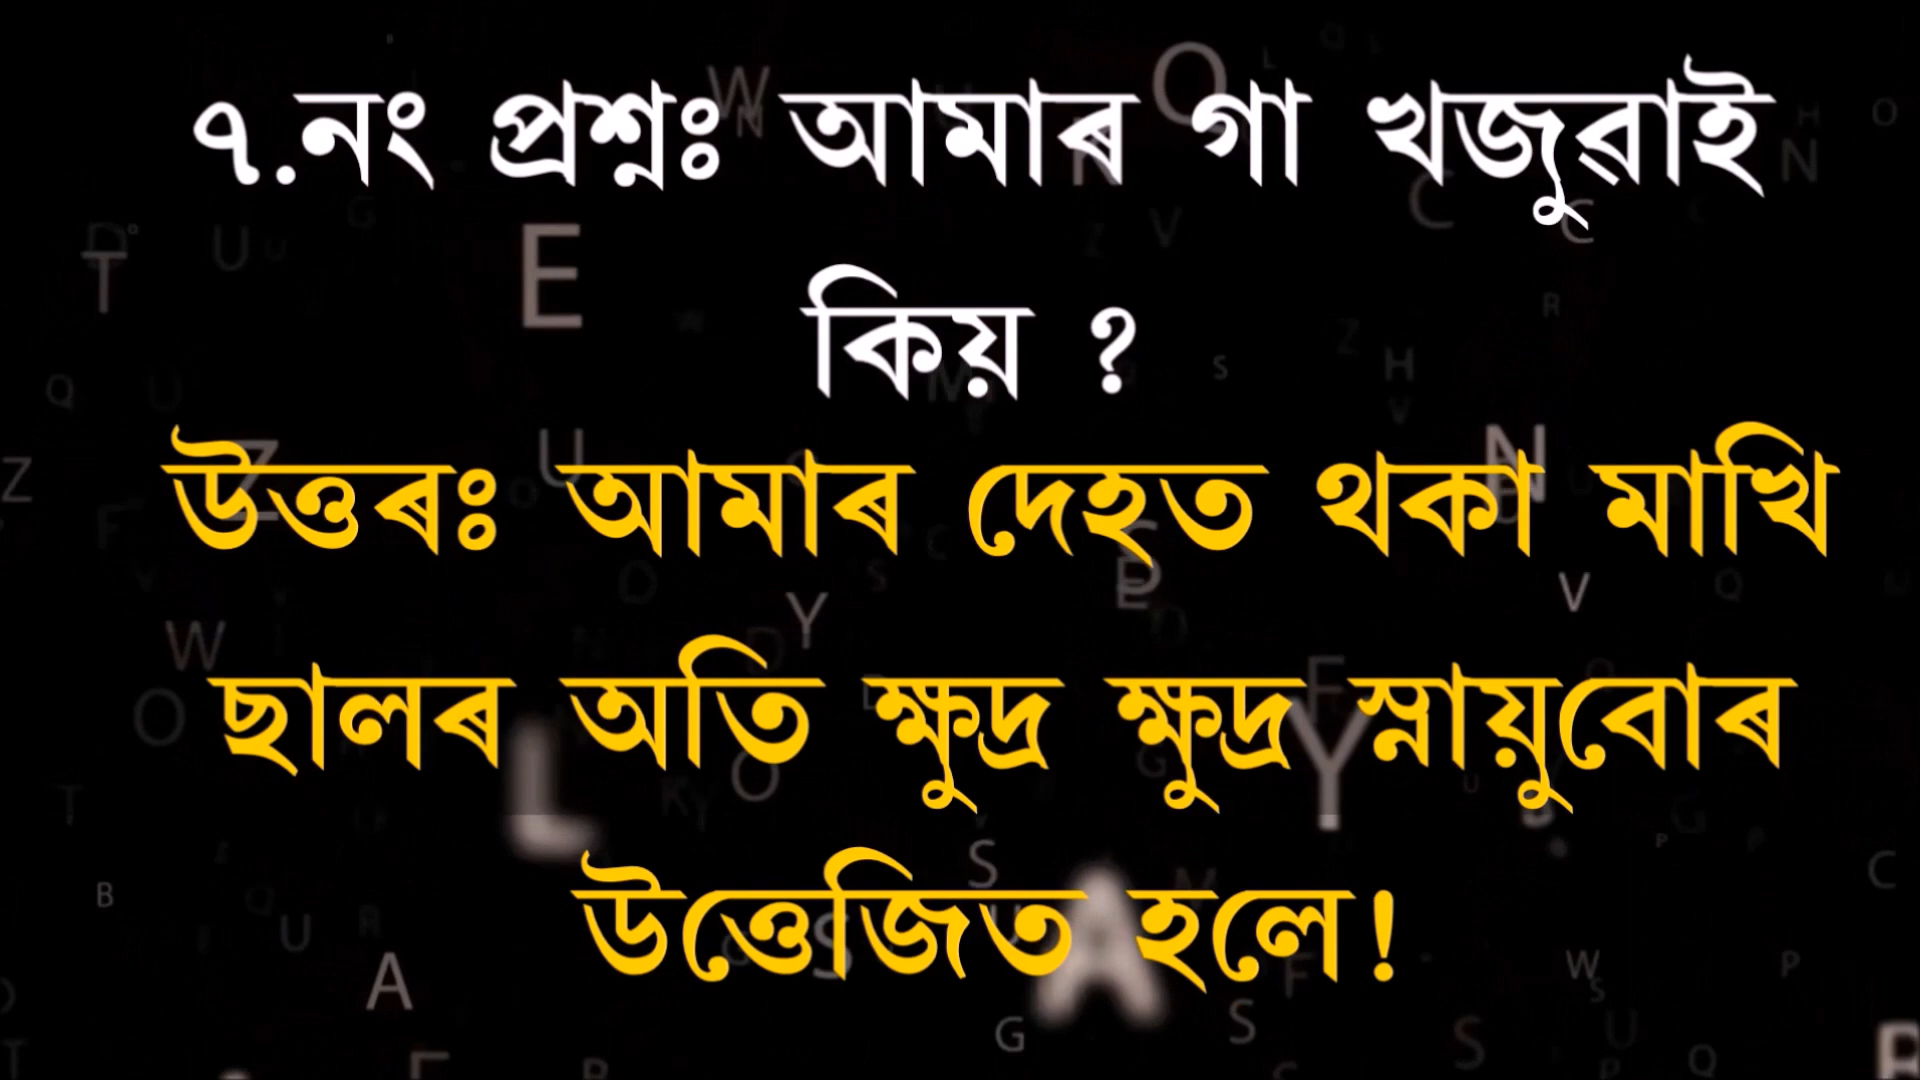 ৭.নং প্ৰশ্নঃ আমাৰ গা খজুৱাই
কিয় ?
উত্তৰঃ আমাৰ দেহত থকা মাখি
ছালৰ অতি ক্ষুদ্ৰ ক্ষুদ্ৰ স্নায়ুবোৰ
উত্তেজিত হলে!